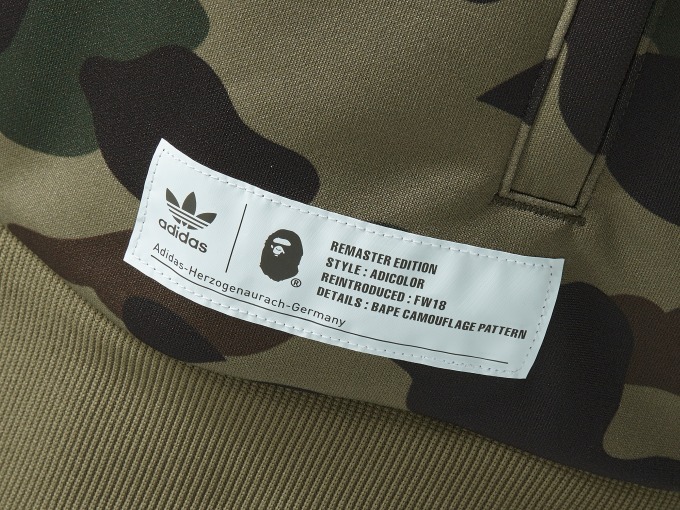 adidas
Adidas-Herzogenaurach-Germany
®
REMASTER EDITION
STYLE : ADICOLOR
REINTRODUCED : FW18
DETAILS : BAPE CAMOUFLAGE PATTERN